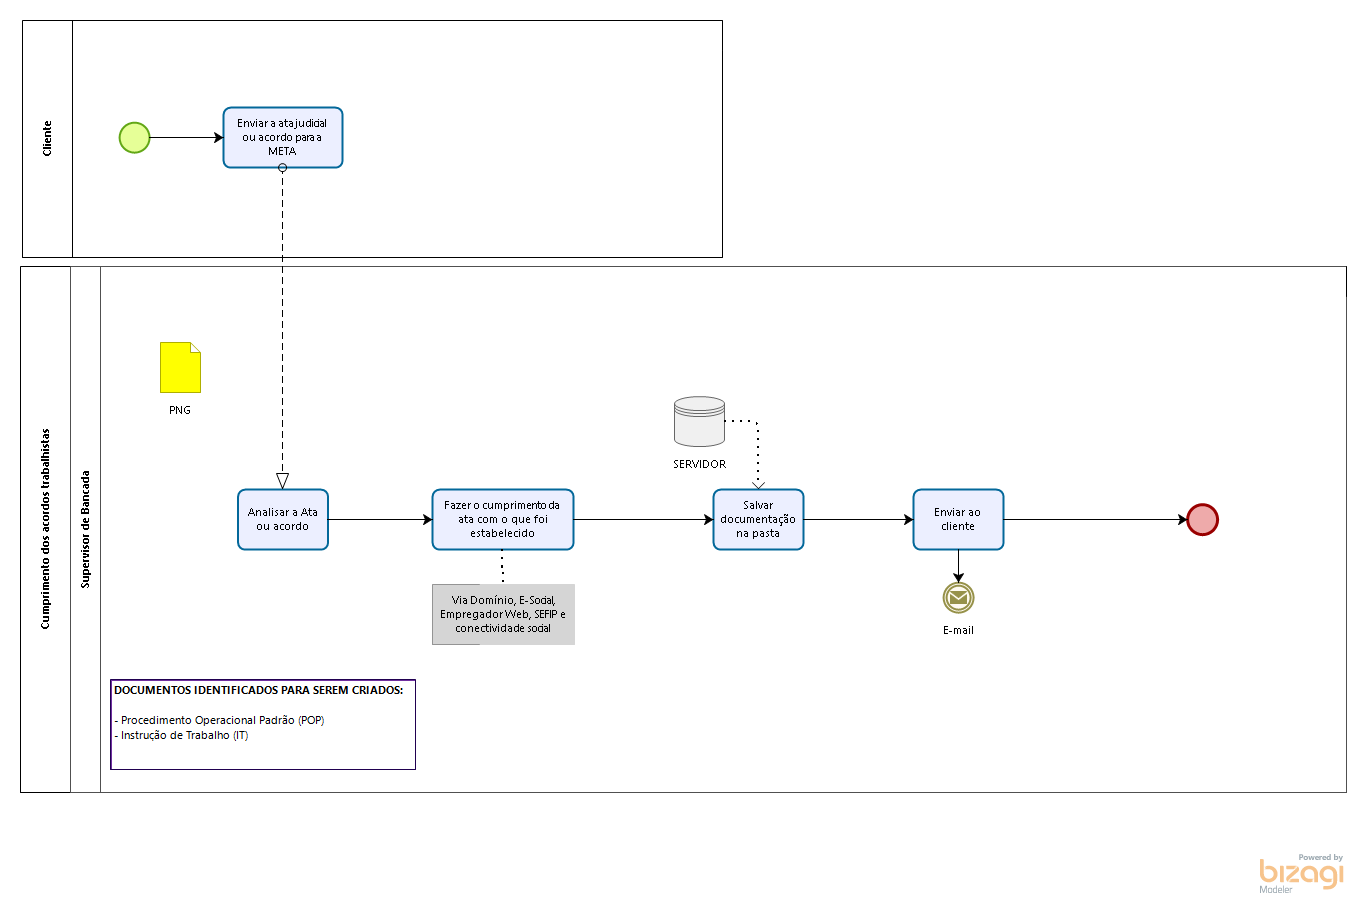 Cliente
Enviar a ata judicial
ou acordo para a
META
Cumprimento dos acordos trabalhistas
Supervisor de Bancada
PNG
SERVIDOR
Analisar a Ata
ou acordo
Fazer o cumprimento da
ata com o que foi
estabelecido
Salvar
documentação
na pasta
Enviar ao
cliente
Via Domínio, E-Social,
Empregador Web, SEFIP e
conectividade social
E-mail
DOCUMENTOS IDENTIFICADOS PARA SEREM CRIADOS:
- Procedimento Operacional Padrão (POP)
- Instrução de Trabalho (IT)
Powered by
bizagi
Modeler